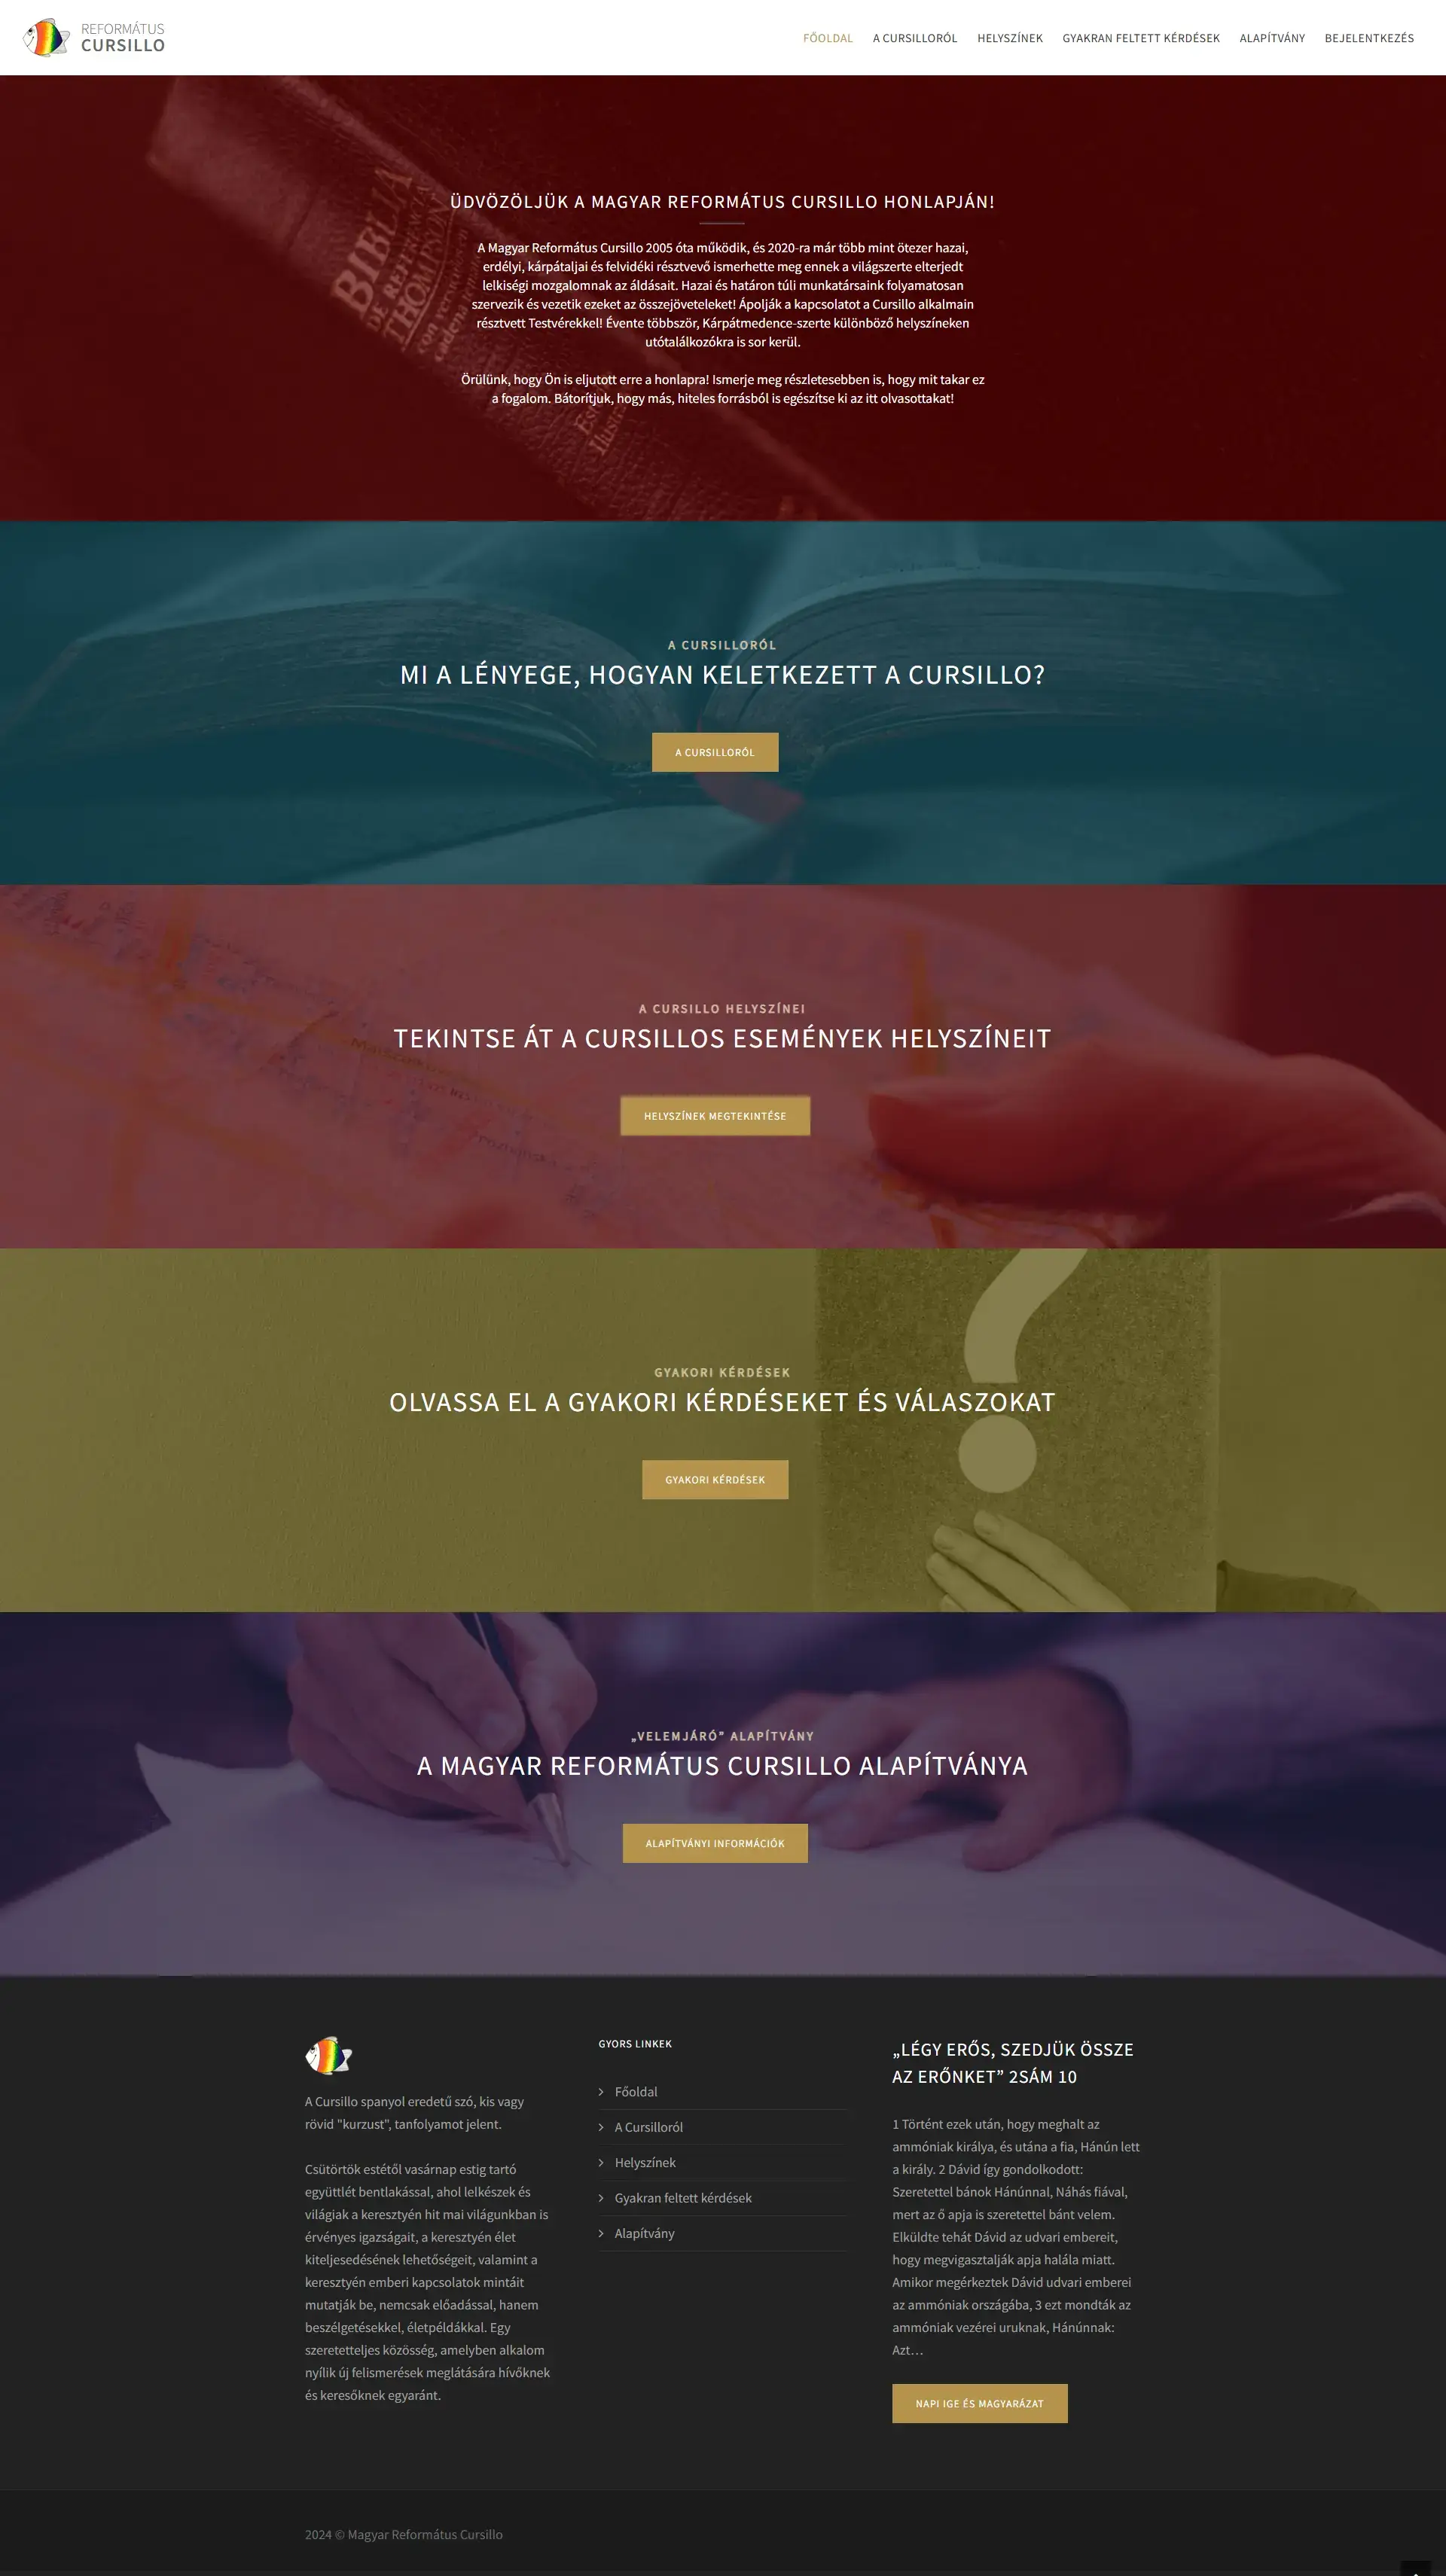 REFORMÁTUS
CURSILLO
FŐOLDAL
A CURSILLORÓL
HELYSZÍNEK
GYAKRAN FELTETT KÉRDÉSEK
ALAPÍTVÁNY
BEJELENTKEZÉS
BIBLIA
ÜDVÖZÖLJÜK A MAGYAR REFORMÁTUS CURSILLO HONLAPJÁN!
A Magyar Református Cursillo 2005 óta működik, és 2020-ra már több mint ötezer hazai,
erdélyi, kárpátaljai és felvidéki résztvevő ismerhette meg ennek a világszerte elterjedt
lelkiségi mozgalomnak az áldásait. Hazai és határon túli munkatársaink folyamatosan
szervezik és vezetik ezeket az összejöveteleket! Ápolják a kapcsolatot a Cursillo alkalmain
résztvett Testvérekkel! Évente többször, Kárpátmedence-szerte különböző helyszíneken
utótalálkozókra is sor kerül.
Örülünk, hogy Ön is eljutott erre a honlapra! Ismerje meg részletesebben is, hogy mit takar ez
a fogalom. Bátorítjuk, hogy más, hiteles forrásból is egészítse ki az itt olvasottakat!
A CURSILLORÓL
MI A LÉNYEGE, HOGYAN KELETKEZETT A CURSILLO?
A CURSILLORÓL
A CURSILLO HELYSZÍNEI
TEKINTSE ÁT A CURSILLOS ESEMÉNYEK HELYSZÍNEIT
HELYSZÍNEK MEGTEKINTÉSE
GYAKORI KÉRDÉSEK
OLVASSA EL A GYAKORI KÉRDÉSEKET ÉS VÁLASZOKAT
GYAKORI KÉRDÉSEK
?
„VELEMJÁRÓ” ALAPÍTVÁNY
A MAGYAR REFORMÁTUS CURSILLO ALAPÍTVÁNYA
ALAPÍTVÁNYI INFORMÁCIÓK
A Cursillo spanyol eredetű szó, kis vagy
rövid "kurzust", tanfolyamot jelent.
Csütörtök estétől vasárnap estig tartó
együttlét bentlakással, ahol lelkészek és
világiak a keresztyén hit mai világunkban is
érvényes igazságait, a keresztyén élet
kiteljesedésének lehetőségeit, valamint a
keresztyén emberi kapcsolatok mintáit
mutatják be, nemcsak előadással, hanem
beszélgetésekkel, életpéldákkal. Egy
szeretetteljes közösség, amelyben alkalom
nyílik új felismerések meglátására hívőknek
és keresőknek egyaránt.
GYORS LINKEK
Főoldal
A Cursilloról
Helyszínek
Gyakran feltett kérdések
Alapítvány
„LÉGY ERŐS, SZEDJÜK ÖSSZE
AZ ERŐNKET” 2SÁM 10
1 Történt ezek után, hogy meghalt az
ammóniak királya, és utána a fia, Hánún lett
a király. 2 Dávid így gondolkodott:
Szeretettel bánok Hánúnnal, Náhás fiával,
mert az ő apja is szeretettel bánt velem.
Elküldte tehát Dávid az udvari embereit,
hogy megvigasztalják apja halála miatt.
Amikor megérkeztek Dávid udvari emberei
az ammóniak országába, 3 ezt mondták az
ammóniak vezérei uruknak, Hánúnnak:
Azt…
NAPI IGE ÉS MAGYARÁZAT
2024 © Magyar Református Cursillo